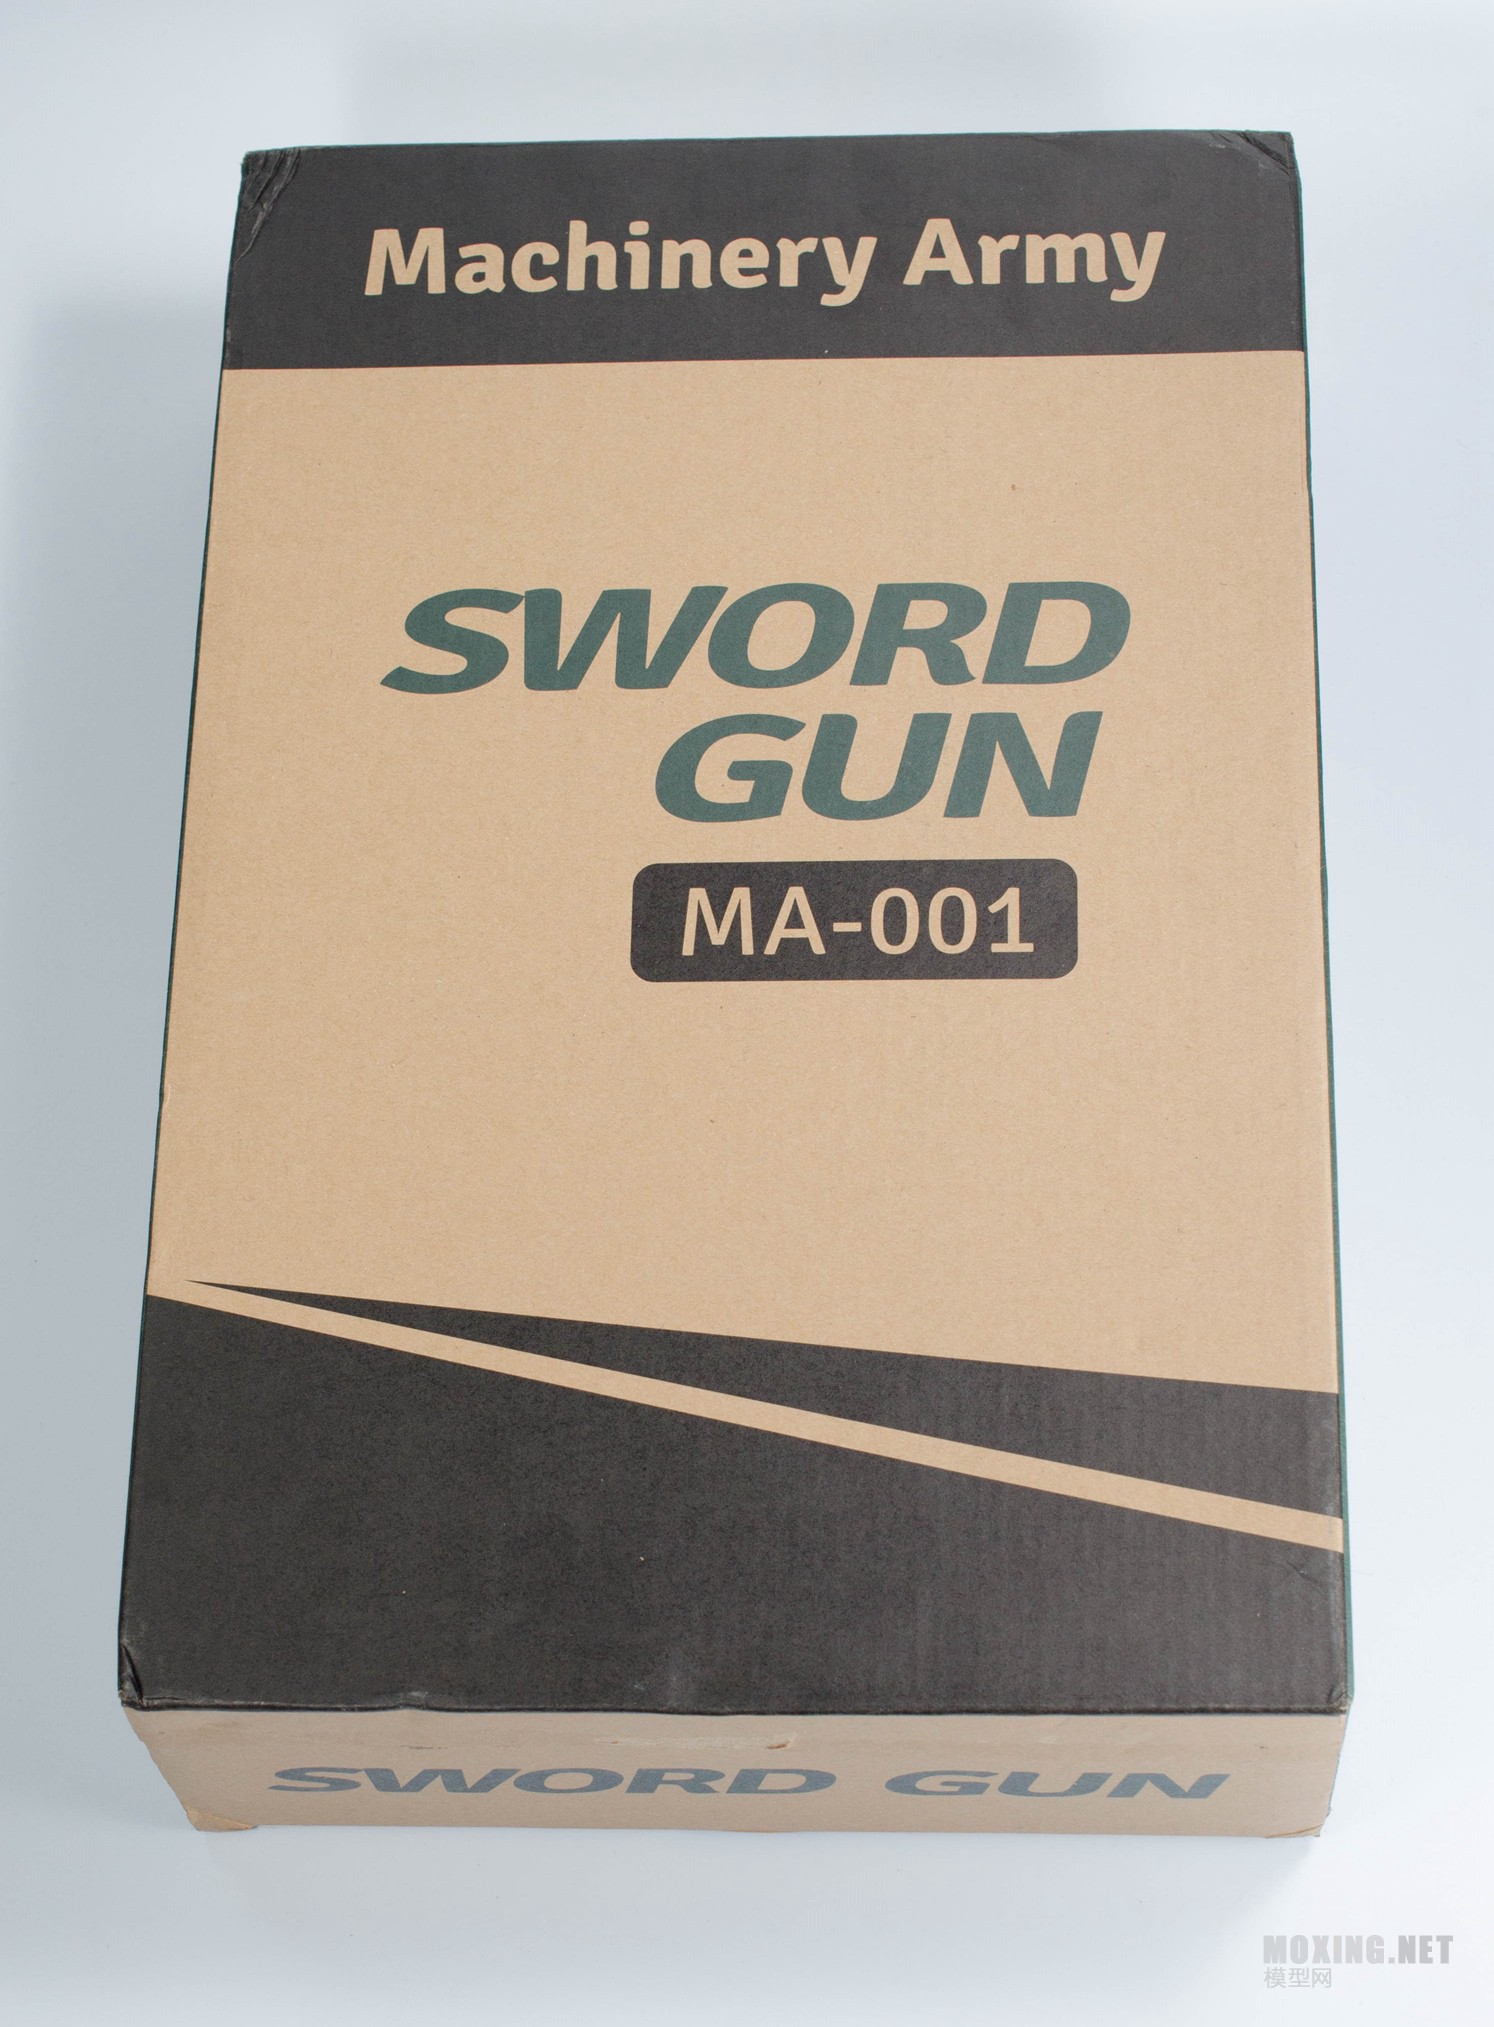 Machinery Army
SWORD
GUN
MA-001
SWORD GUN
MOXING.NET
模型网